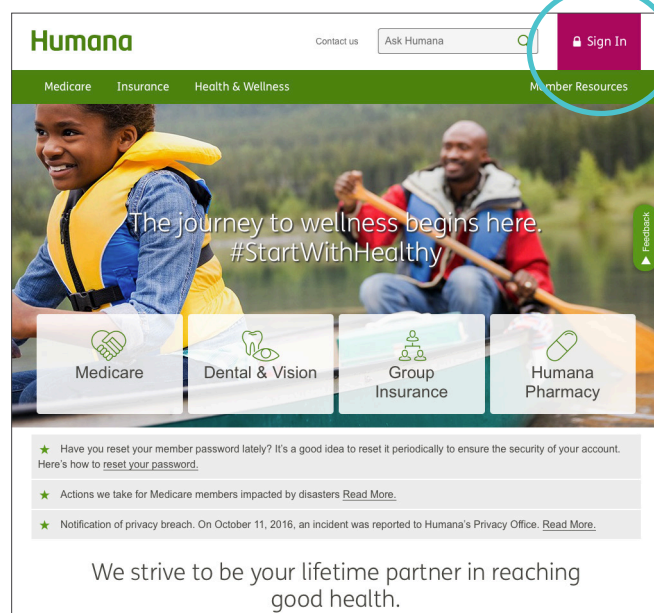 Humana
Contact us
Ask Humana
Sign In
Medicare Insurance Health & Wellness Member Resources
The journey to wellness begins here.
#StartWithHealthy
Feedback
Medicare
Dental & Vision
Group
Insurance
Humana
Pharmacy
Have you reset your member password lately? It's a good idea to reset it periodically to ensure the security of your account.
Here's how to reset your password.
Actions we take for Medicare members impacted by disasters Read More.
Notification of privacy breach. On October 11, 2016, an incident was reported to Humana's Privacy Office. Read More.
We strive to be your lifetime partner in reaching
good health.